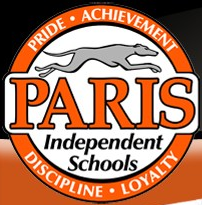 PRIDE • ACHIEVEMENT
PARIS
Independent
Schools
DISCIPLINE • LOYALTY